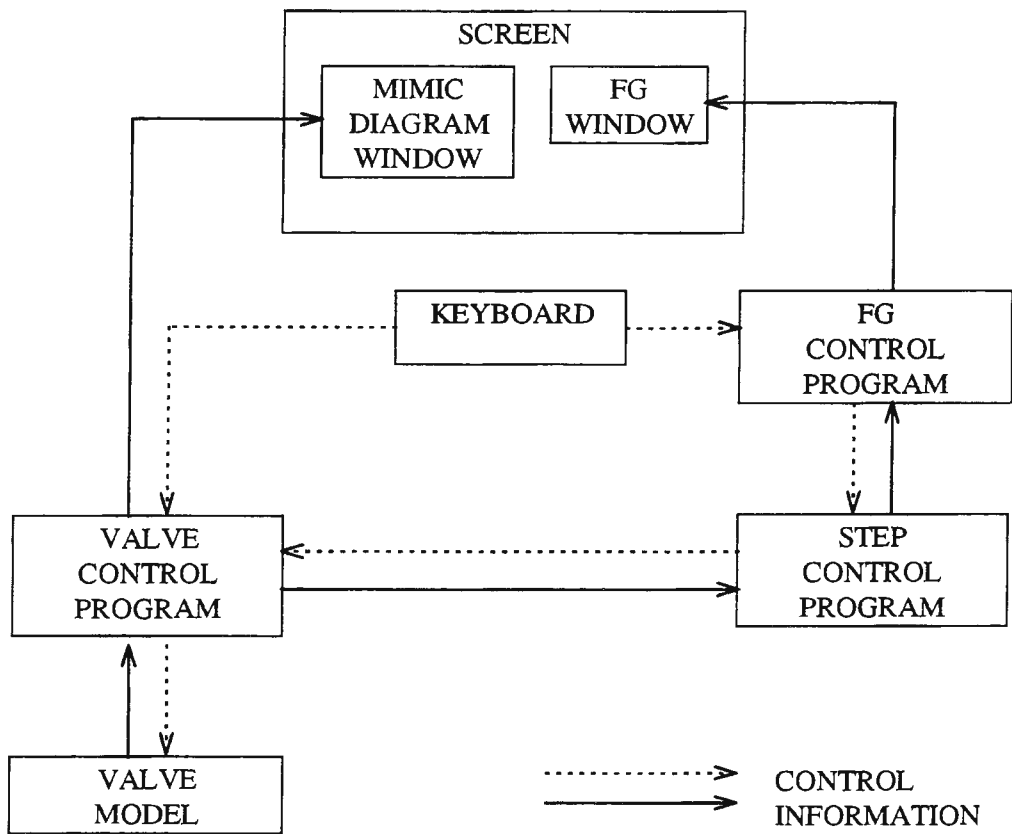 SCREEN
MIMIC
DIAGRAM
WINDOW
FG
WINDOW
KEYBOARD
FG
CONTROL
PROGRAM
VALVE
CONTROL
PROGRAM
STEP
CONTROL
PROGRAM
VALVE
MODEL
CONTROL
INFORMATION